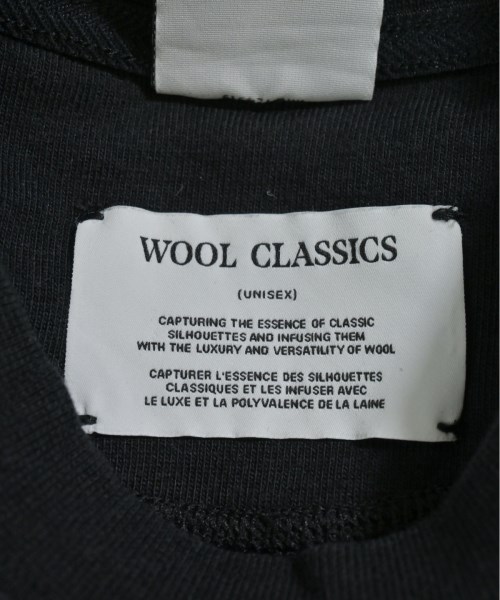 WOOL CLASSICS
(UNISEX)
CAPTURING THE ESSENCE OF CLASSIC
SILHOUETTES AND INFUSING THEM
WITH THE LUXURY AND VERSATILITY OF WOOL
CAPTURER L'ESSENCE DES SILHOUETTES
CLASSIQUES ET LES INFUSER AVEC
LE LUXE ET LA POLYVALENCE DE LA LAINE